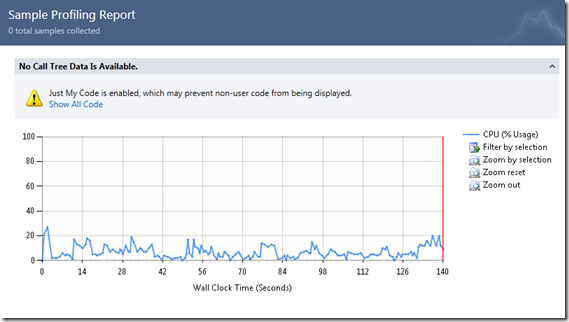 Sample Profiling Report
0 total samples collected
No Call Tree Data Is Available.
Just My Code is enabled, which may prevent non-user code from being displayed.
Show All Code
100
80
60
40
20
0
0 14 28 42 56 70 84 98 112 126 140
Wall Clock Time (Seconds)
CPU (% Usage)
Filter by selection
Zoom by selection
Zoom reset
Zoom out